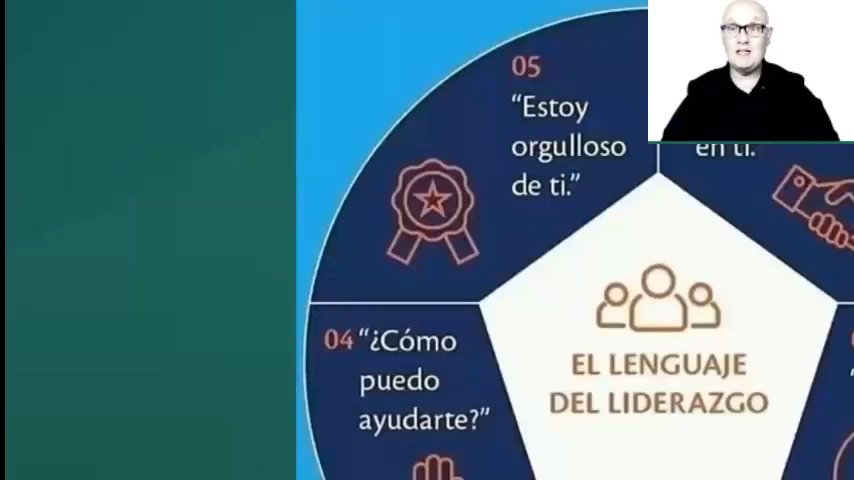 05
“Estoy
orgulloso
de ti.”
en ti.”
04 “¿Cómo
puedo
ayudarte?”
EL LENGUAJE
DEL LIDERAZGO